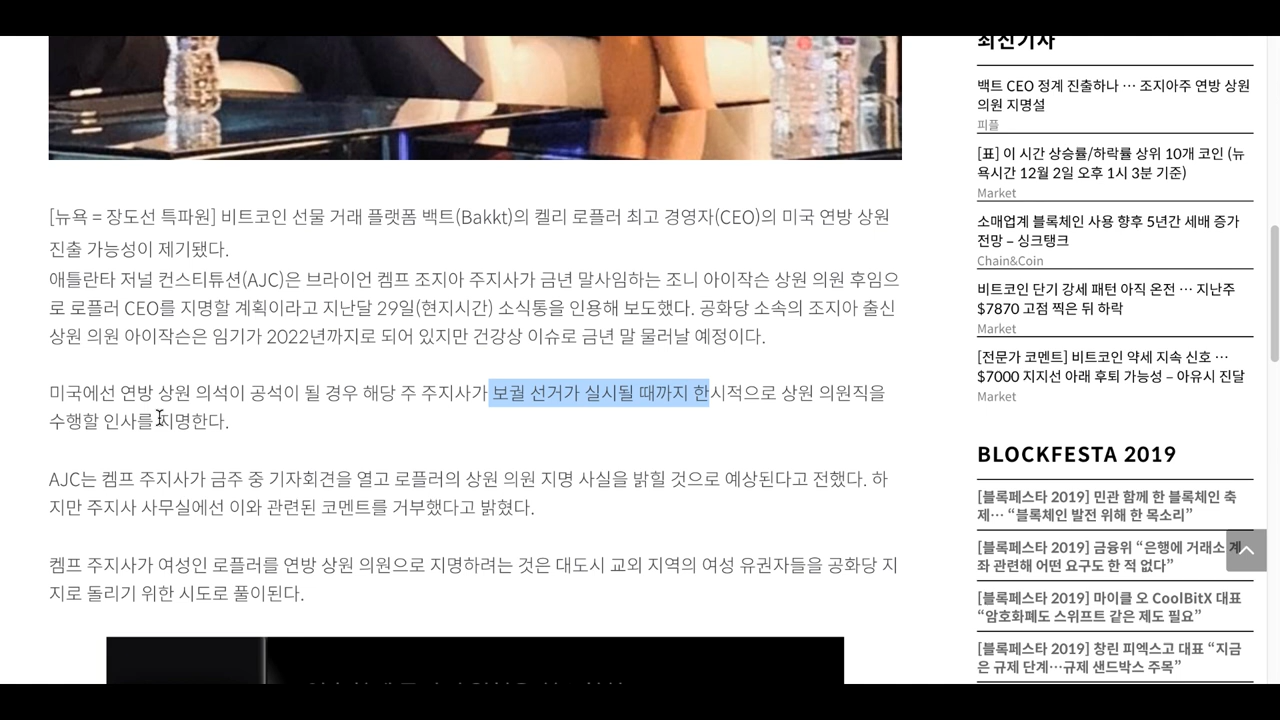 [뉴욕 = 장도선 특파원] 비트코인 선물 거래 플랫폼 백트(Bakkt)의 켈리 로플러 최고 경영자(CEO)의 미국 연방 상원
진출 가능성이 제기됐다.
애틀란타 저널 컨스티튜션(AJC)은 브라이언 켐프 조지아 주지사가 금년 말사임하는 조니 아이작슨 상원 의원 후임으
로 로플러 CEO를 지명할 계획이라고 지난달 29일(현지시간) 소식통을 인용해 보도했다. 공화당 소속의 조지아 출신
상원 의원 아이작슨은 임기가 2022년까지로 되어 있지만 건강상 이슈로 금년 말 물러날 예정이다.
미국에선 연방 상원 의석이 공석이 될 경우 해당 주 주지사가 보궐 선거가 실시될 때까지 한시적으로 상원 의원직을
수행할 인사를 지명한다.
AJC는 켐프 주지사가 금주 중 기자회견을 열고 로플러의 상원 의원 지명 사실을 밝힐 것으로 예상된다고 전했다. 하
지만 주지사 사무실에선 이와 관련된 코멘트를 거부했다고 밝혔다.
켐프 주지사가 여성인 로플러를 연방 상원 의원으로 지명하려는 것은 대도시 교외 지역의 여성 유권자들을 공화당 지
지로 돌리기 위한 시도로 풀이된다.
최신기사
백트 CEO 정계 진출하나 … 조지아주 연방 상원
의원 지명설
피플
[표] 이 시간 상승률/하락률 상위 10개 코인 (뉴
욕시간 12월 2일 오후 1시 3분 기준)
Market
소매업계 블록체인 사용 향후 5년간 세배 증가
전망 – 싱크탱크
Chain&Coin
비트코인 단기 강세 패턴 아직 온전 … 지난주
$7870 고점 찍은 뒤 하락
Market
[전문가 코멘트] 비트코인 약세 지속 신호 …
$7000 지지선 아래 후퇴 가능성 – 아유시 진달
Market
BLOCKFESTA 2019
[블록페스타 2019] 민관 함께 한 블록체인 축
제… “블록체인 발전 위해 한 목소리”
[블록페스타 2019] 금융위 “은행에 거래소 계
좌 관련해 어떤 요구도 한 적 없다”
[블록페스타 2019] 마이클 오 CoolBitX 대표
“암호화폐도 스위프트 같은 제도 필요”
[블록페스타 2019] 창린 피엑스고 대표 “지금
은 규제 단계…규제 샌드박스 주목”